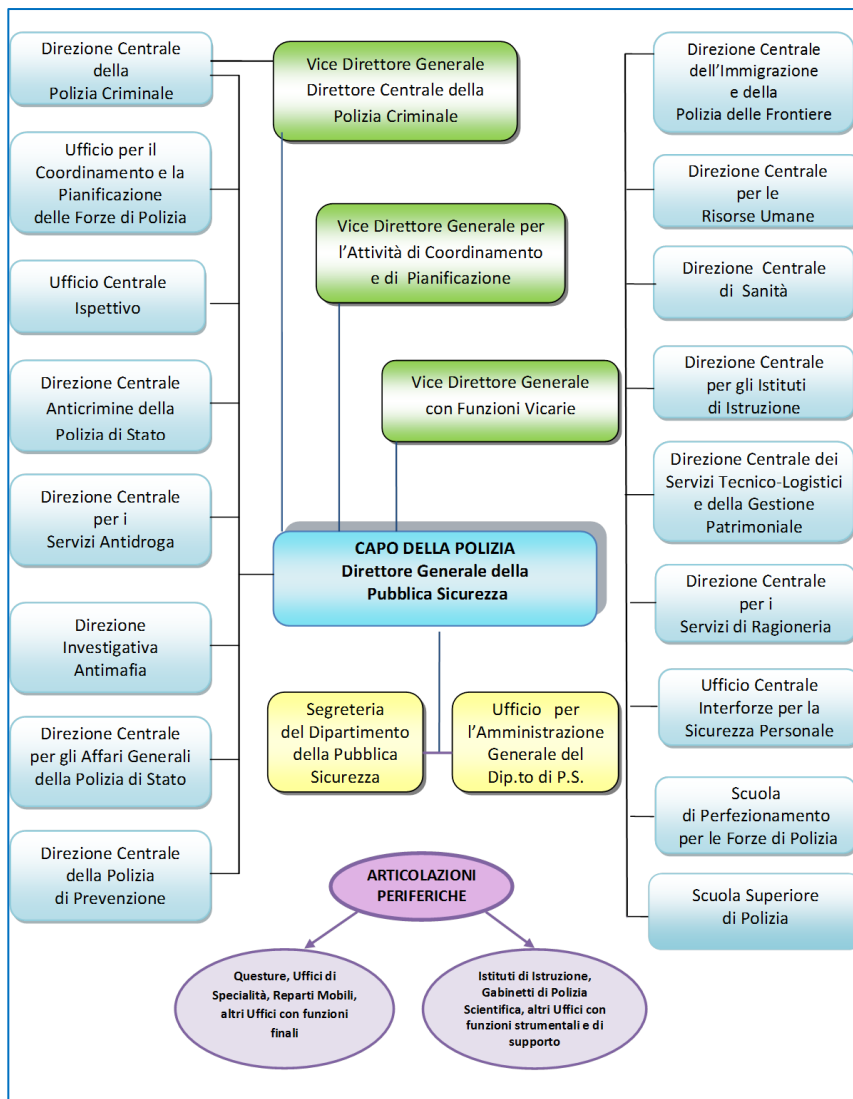 Direzione Centrale
della
Polizia Criminale
Ufficio per il
Coordinamento e la
Pianificazione
delle Forze di Polizia
Ufficio Centrale
Ispettivo
Direzione Centrale
Anticrimine della
Polizia di Stato
Direzione Centrale
per i
Servizi Antidroga
Direzione
Investigativa
Antimafia
Direzione Centrale
per gli Affari Generali
della Polizia di Stato
Direzione Centrale
della Polizia
di Prevenzione
Vice Direttore Generale
Direttore Centrale della
Polizia Criminale
Vice Direttore Generale per
l'Attività di Coordinamento
e di Pianificazione
Vice Direttore Generale
con Funzioni Vicarie
CAPO DELLA POLIZIA
Direttore Generale della
Pubblica Sicurezza
Segreteria
del Dipartimento
della Pubblica
Sicurezza
Ufficio per
l'Amministrazione
Generale del
Dip.to di P.S.
Direzione Centrale
dell'Immigrazione
e della
Polizia delle Frontiere
Direzione Centrale
per le
Risorse Umane
Direzione Centrale
di Sanità
Direzione Centrale
per gli Istituti
di Istruzione
Direzione Centrale dei
Servizi Tecnico-Logistici
e della Gestione
Patrimoniale
Direzione Centrale
per i
Servizi di Ragioneria
Ufficio Centrale
Interforze per la
Sicurezza Personale
Scuola
di Perfezionamento
per le Forze di Polizia
Scuola Superiore
di Polizia
ARTICOLAZIONI
PERIFERICHE
Questure, Uffici di
Specialità, Reparti Mobili,
altri Uffici con funzioni
finali
Istituti di Istruzione,
Gabinetti di Polizia
Scientifica, altri Uffici con
funzioni strumentali e di
supporto